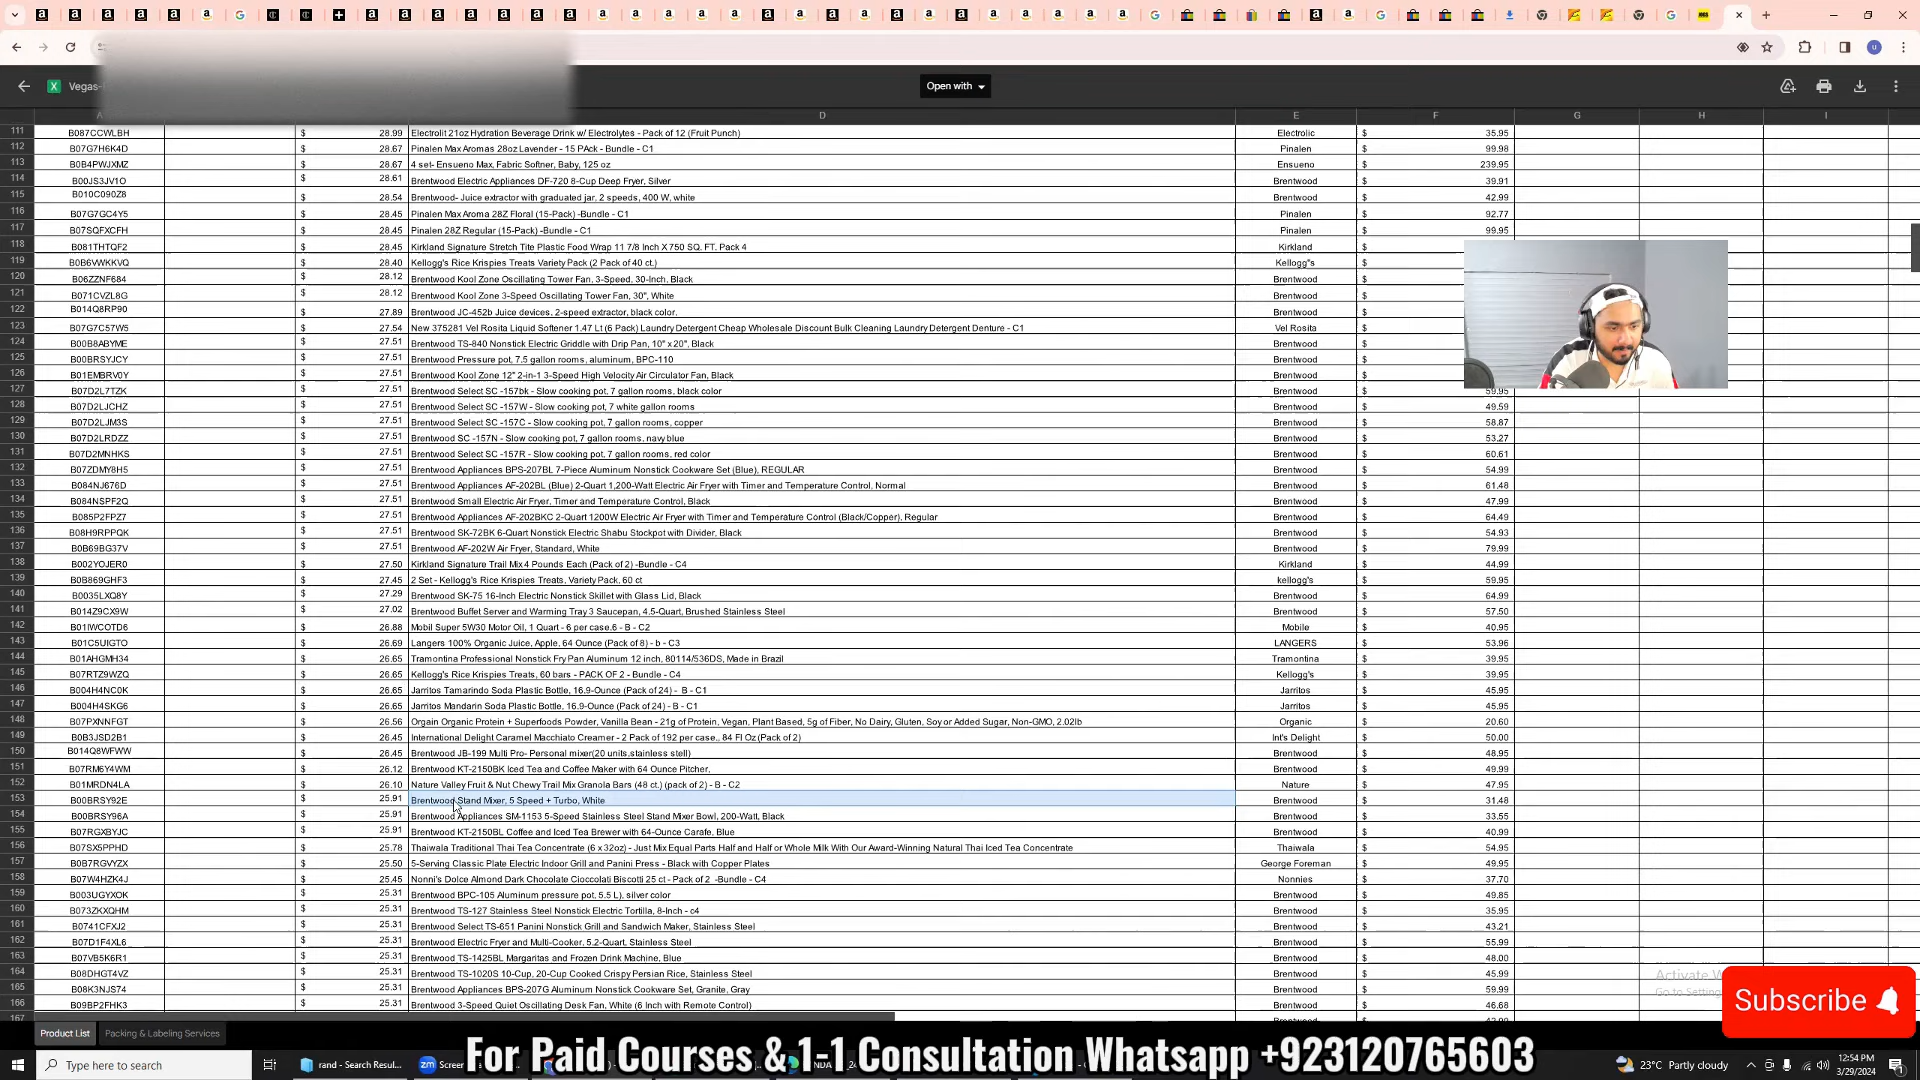 Vegas-
Open with
A D E F G H I
111 B087CCWLBH $ 28.99 Electrolit 21oz Hydration Beverage Drink w/ Electrolytes - Pack of 12 (Fruit Punch) Electrolic $ 35.95
112 B07G7H6K4D $ 28.67 Pinalen Max Aromas 28oz Lavender - 15 PAck - Bundle - C1 Pinalen $ 99.98
113 B0B4PWJXMZ $ 28.67 4 set- Ensueno Max, Fabric Softner, Baby, 125 oz Ensueno $ 239.95
114 B00JS3JV1O $ 28.61 Brentwood Electric Appliances DF-720 8-Cup Deep Fryer, Silver Brentwood $ 39.91
115 B010C090Z8 $ 28.54 Brentwood- Juice extractor with graduated jar, 2 speeds, 400 W, white Brentwood $ 42.99
116 B07G7GC4Y5 $ 28.45 Pinalen Max Aroma 28Z Floral (15-Pack) -Bundle - C1 Pinalen $ 92.77
117 B07SQFXCFH $ 28.45 Pinalen 28Z Regular (15-Pack) -Bundle - C1 Pinalen $ 99.95
118 B081THTQF2 $ 28.45 Kirkland Signature Stretch Tite Plastic Food Wrap 11 7/8 Inch X 750 SQ. FT. Pack 4 Kirkland $
119 B0B6VWKKVQ $ 28.40 Kellogg's Rice Krispies Treats Variety Pack (2 Pack of 40 ct.) Kellogg"s $
120 B06ZZNF684 $ 28.12 Brentwood Kool Zone Oscillating Tower Fan, 3-Speed, 30-Inch, Black Brentwood $
121 B071CVZL8G $ 28.12 Brentwood Kool Zone 3-Speed Oscillating Tower Fan, 30", White Brentwood $
122 B014Q8RP90 $ 27.89 Brentwood JC-452b Juice devices, 2-speed extractor, black color. Brentwood $
123 B07G7C57W5 $ 27.54 New 375281 Vel Rosita Liquid Softener 1.47 Lt (6 Pack) Laundry Detergent Cheap Wholesale Discount Bulk Cleaning Laundry Detergent Denture - C1 Vel Rosita $
124 B00B8ABYME $ 27.51 Brentwood TS-840 Nonstick Electric Griddle with Drip Pan, 10" x 20", Black Brentwood $
125 B00BRSYJCY $ 27.51 Brentwood Pressure pot, 7.5 gallon rooms, aluminum, BPC-110 Brentwood $
126 B01EMBRV0Y $ 27.51 Brentwood Kool Zone 12" 2-in-1 3-Speed High Velocity Air Circulator Fan, Black Brentwood $
127 B07D2L7TZK $ 27.51 Brentwood Select SC -157bk - Slow cooking pot, 7 gallon rooms, black color Brentwood $ 59.95
128 B07D2LJCHZ $ 27.51 Brentwood Select SC -157W - Slow cooking pot, 7 white gallon rooms Brentwood $ 49.59
129 B07D2LJM3S $ 27.51 Brentwood Select SC -157C - Slow cooking pot, 7 gallon rooms, copper Brentwood $ 58.87
130 B07D2LRDZZ $ 27.51 Brentwood SC -157N - Slow cooking pot, 7 gallon rooms, navy blue Brentwood $ 53.27
131 B07D2MNHKS $ 27.51 Brentwood SC -157R - Slow cooking pot, 7 gallon rooms, red color Brentwood $ 60.61
132 B07ZDMY8H5 $ 27.51 Brentwood Appliances BPS-207BL 7-Piece Aluminum Nonstick Cookware Set (Blue), REGULAR Brentwood $ 54.99
133 B084NJ676D $ 27.51 Brentwood Appliances AF-202BL (Blue) 2-Quart 1,200-Watt Electric Air Fryer with Timer and Temperature Control, Normal Brentwood $ 61.48
134 B084NSPF2Q $ 27.51 Brentwood Small Electric Air Fryer, Timer and Temperature Control, Black Brentwood $ 47.99
135 B085P2FPZ7 $ 27.51 Brentwood Appliances AF-202BKC 2-Quart 1200W Electric Air Fryer with Timer and Temperature Control (Black/Copper), Regular Brentwood $ 64.49
136 B08H9RPPQK $ 27.51 Brentwood SK-72BK 6-Quart Nonstick Electric Shabu Stockpot with Divider, Black Brentwood $ 54.93
137 B0B69BG37V $ 27.51 Brentwood AF-202W Air Fryer, Standard, White Brentwood $ 79.99
138 B002YOJER0 $ 27.50 Kirkland Signature Trail Mix 4 Pounds Each (Pack of 2) -Bundle - C4 Kirkland $ 44.99
139 B0B869GHF3 $ 27.45 2 Set - Kellogg's Rice Krispies Treats, Variety Pack, 60 ct kellogg's $ 59.95
140 B0035LXQ8Y $ 27.29 Brentwood SK-75 16-Inch Electric Nonstick Skillet with Glass Lid, Black Brentwood $ 64.99
141 B014Z9CX9W $ 27.02 Brentwood Buffet Server and Warming Tray 3 Saucepan, 4.5-Quart, Brushed Stainless Steel Brentwood $ 57.50
142 B01IWCOTD6 $ 26.88 Mobil Super 5W30 Motor Oil, 1 Quart - 6 per case.6 - B - C2 Mobile $ 40.95
143 B01C5UIGTO $ 26.69 Langers 100% Organic Juice, Apple, 64 Ounce (Pack of 8) - b - C3 LANGERS $ 53.96
144 B01AHGMH34 $ 26.65 Tramontina Professional Nonstick Fry Pan Aluminum 12 inch, 80114/536DS, Made in Brazil Tramontina $ 39.95
145 B07RTZ9WZQ $ 26.65 Kellogg's Rice Krispies Treats, 60 bars - PACK OF 2 - Bundle - C4 Kellogg's $ 39.95
146 B004H4NC0K $ 26.65 Jarritos Tamarindo Soda Plastic Bottle, 16.9-Ounce (Pack of 24) - B - C1 Jarritos $ 45.95
147 B004H4SKG6 $ 26.65 Jarritos Mandarin Soda Plastic Bottle, 16.9-Ounce (Pack of 24) - B - C1 Jarritos $ 45.95
148 B07PXNNFGT $ 26.56 Orgain Organic Protein + Superfoods Powder, Vanilla Bean - 21g of Protein, Vegan, Plant Based, 5g of Fiber, No Dairy, Gluten, Soy or Added Sugar, Non-GMO, 2.02lb Organic $ 20.60
149 B0B3JSD2B1 $ 26.45 International Delight Caramel Macchiato Creamer - 2 Pack of 192 per case., 84 Fl Oz (Pack of 2) Int's Delight $ 50.00
150 B014Q8WFWW $ 26.45 Brentwood JB-199 Multi Pro- Personal mixer(20 units.stainless stell) Brentwood $ 48.95
151 B07RM6Y4WM $ 26.12 Brentwood KT-2150BK Iced Tea and Coffee Maker with 64 Ounce Pitcher, Brentwood $ 49.99
152 B01MRDN4LA $ 26.10 Nature Valley Fruit & Nut Chewy Trail Mix Granola Bars (48 ct.) (pack of 2) - B - C2 Nature $ 47.95
153 B00BRSY92E $ 25.91 Brentwood Stand Mixer, 5 Speed + Turbo, White Brentwood $ 31.48
154 B00BRSY96A $ 25.91 Brentwood Appliances SM-1153 5-Speed Stainless Steel Stand Mixer Bowl, 200-Watt, Black Brentwood $ 33.55
155 B07RGXBYJC $ 25.91 Brentwood KT-2150BL Coffee and Iced Tea Brewer with 64-Ounce Carafe, Blue Brentwood $ 40.99
156 B07SX5PPHD $ 25.78 Thaiwala Traditional Thai Tea Concentrate (6 x 32oz) - Just Mix Equal Parts Half and Half or Whole Milk With Our Award-Winning Natural Thai Iced Tea Concentrate Thaiwala $ 54.95
157 B0B7RGVYZX $ 25.50 5-Serving Classic Plate Electric Indoor Grill and Panini Press - Black with Copper Plates George Foreman $ 49.95
158 B07W4HZK4J $ 25.45 Nonni's Dolce Almond Dark Chocolate Cioccolati Biscotti 25 ct - Pack of 2 -Bundle - C4 Nonnies $ 37.70
159 B003UGYXOK $ 25.31 Brentwood BPC-105 Aluminum pressure pot, 5.5 L), silver color Brentwood $ 49.85
160 B073ZKXQHM $ 25.31 Brentwood TS-127 Stainless Steel Nonstick Electric Tortilla, 8-Inch - c4 Brentwood $ 35.95
161 B0741CFXJ2 $ 25.31 Brentwood Select TS-651 Panini Nonstick Grill and Sandwich Maker, Stainless Steel Brentwood $ 43.21
162 B07D1F4XL6 $ 25.31 Brentwood Electric Fryer and Multi-Cooker, 5.2-Quart, Stainless Steel Brentwood $ 55.99
163 B07VB5K6R1 $ 25.31 Brentwood TS-1425BL Margaritas and Frozen Drink Machine, Blue Brentwood $ 48.00
164 B08DHGT4VZ $ 25.31 Brentwood TS-1020S 10-Cup, 20-Cup Cooked Crispy Persian Rice, Stainless Steel Brentwood $ 45.99
165 B08K3NJS74 $ 25.31 Brentwood Appliances BPS-207G Aluminum Nonstick Cookware Set, Granite, Gray Brentwood $ 59.99
166 B09BP2FHK3 $ 25.31 Brentwood 3-Speed Quiet Oscillating Desk Fan, White (6 Inch with Remote Control) Brentwood $ 46.68
167
Activate W
Go to Setting
Subscribe
Product List Packing & Labeling Services
For Paid Courses & 1-1 Consultation Whatsapp +923120765603
Type here to search rand - Search Resul... Screen 23°C Partly cloudy 12:54 PM
3/29/2024